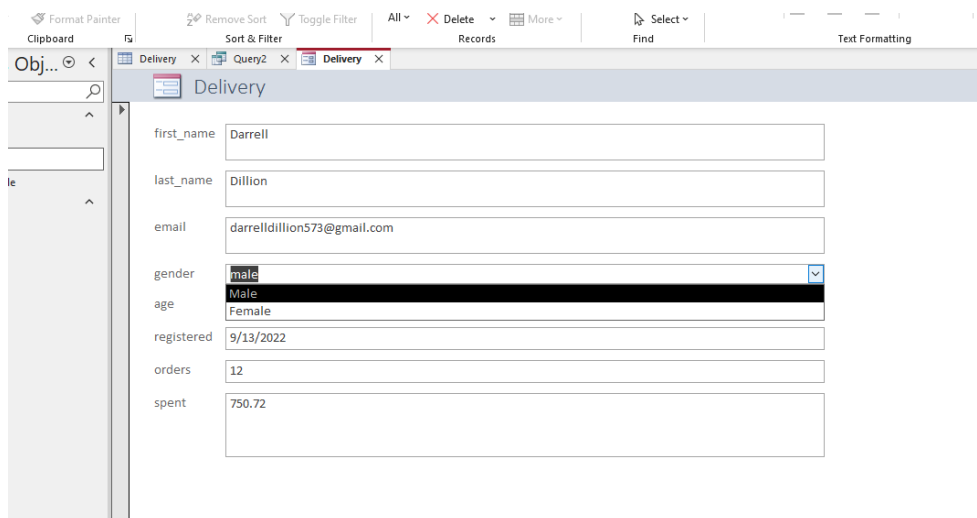 Format Painter
Remove Sort Toggle Filter
All Delete More
Select
Clipboard
Sort & Filter
Records
Find
Text Formatting
Obj...
Delivery Query2 Delivery
Delivery
first_name Darrell
last_name Dillion
le
email darrelldillion573@gmail.com
gender male
Male
age
Female
registered 9/13/2022
orders 12
spent 750.72